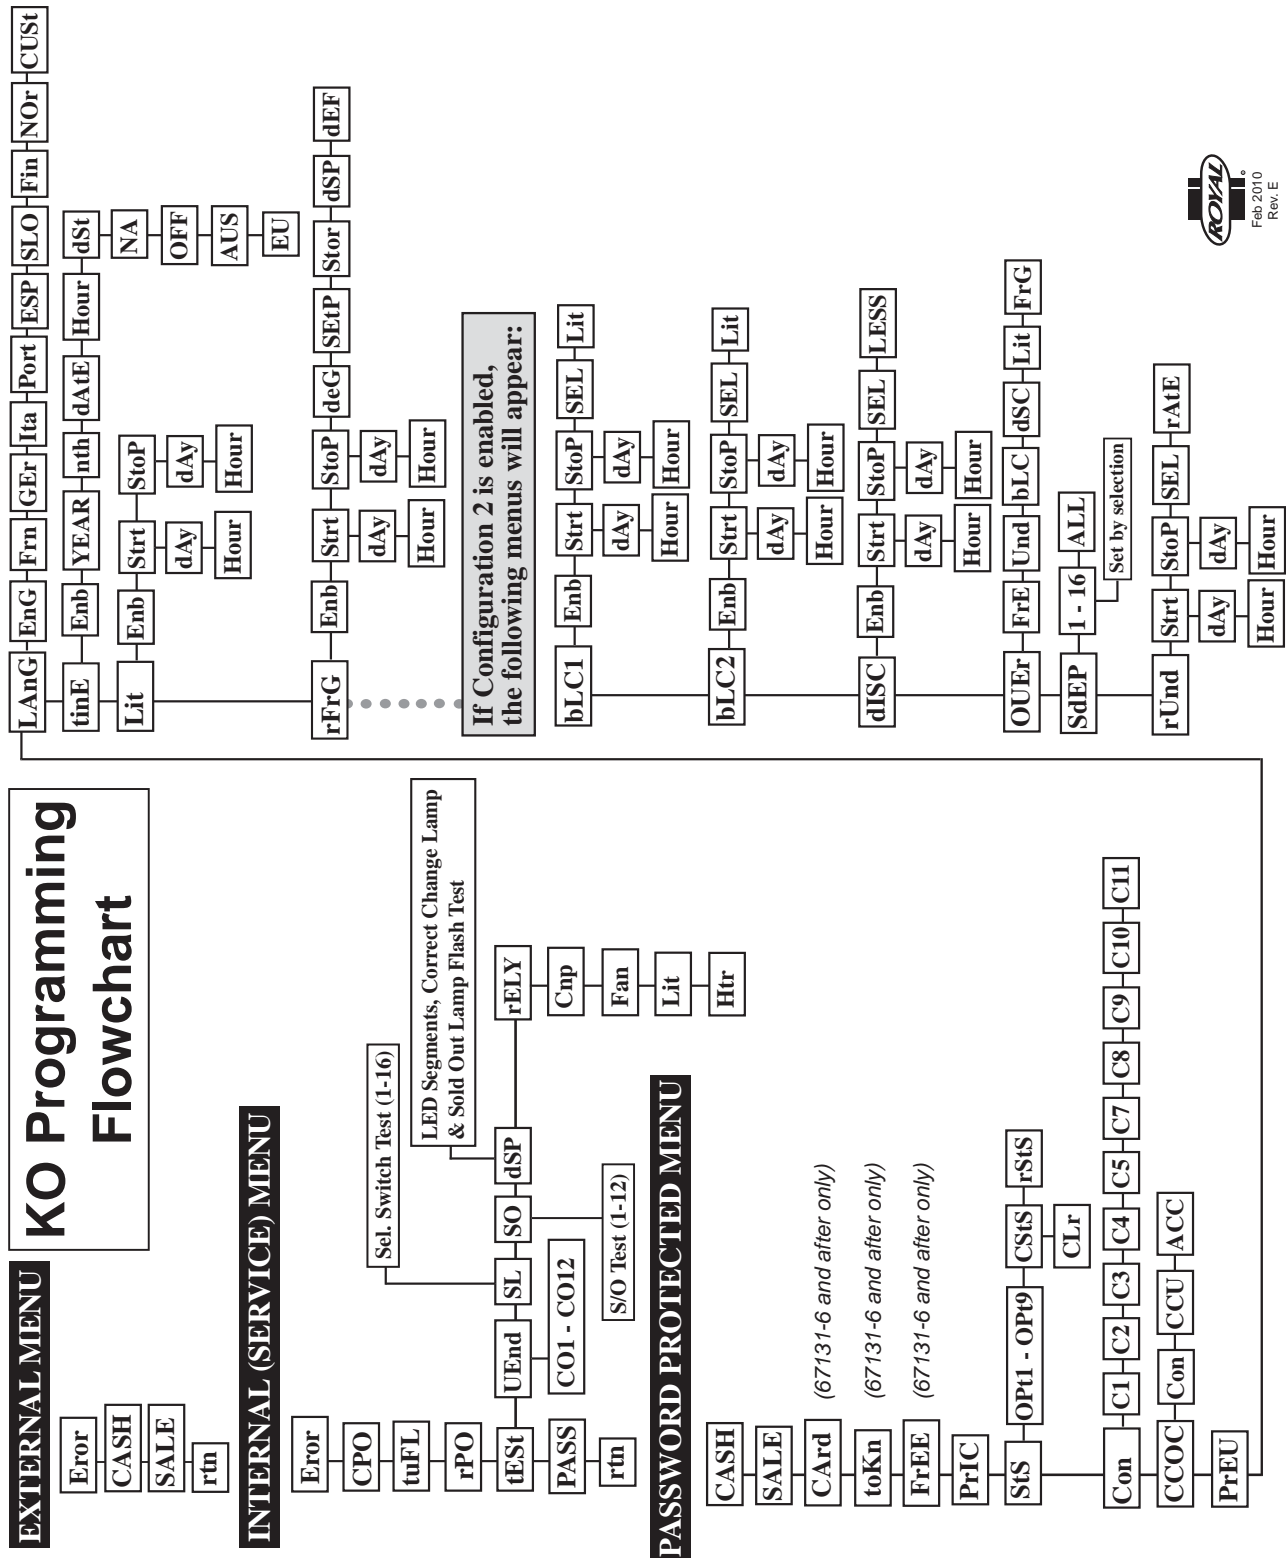 KO Programming
Flowchart
EXTERNAL MENU
Eror
CASH
SALE
rtn
INTERNAL (SERVICE) MENU
Eror
CPO
tuFL
rPO
tESt UEnd SL SO dSP rELY
Sel. Switch Test (1-16)
LED Segments, Correct Change Lamp
& Sold Out Lamp Flash Test
CO1 - CO12
S/O Test (1-12)
Cnp
Fan
Lit
Htr
PASS
rtn
PASSWORD PROTECTED MENU
CASH
SALE
CArd (67131-6 and after only)
toKn (67131-6 and after only)
FrEE (67131-6 and after only)
PrIC
StS OPt1 - OPt9 CStS rStS
CLr
Con C1 C2 C3 C4 C5 C7 C8 C9 C10 C11
CCOC Con CCU ACC
PrEU
LAnG EnG Frn GEr Ita Port ESP SLO Fin NOr CUSt
tinE Enb YEAR nth dAtE Hour dSt
NA
OFF
AUS
EU
Lit Enb Strt StoP
dAy dAy
Hour Hour
rFrG Enb Strt StoP deG SEtP Stor dSP dEF
dAy dAy
Hour Hour
If Configuration 2 is enabled,
the following menus will appear:
bLC1 Enb Strt StoP SEL Lit
dAy dAy
Hour Hour
bLC2 Enb Strt StoP SEL Lit
dAy dAy
Hour Hour
dISC Enb Strt StoP SEL LESS
dAy dAy
Hour Hour
OUEr FrE Und bLC dSC Lit FrG
SdEP 1 - 16 ALL
Set by selection
rUnd Strt StoP SEL rAtE
dAy dAy
Hour Hour
ROYAL
Feb 2010
Rev. E